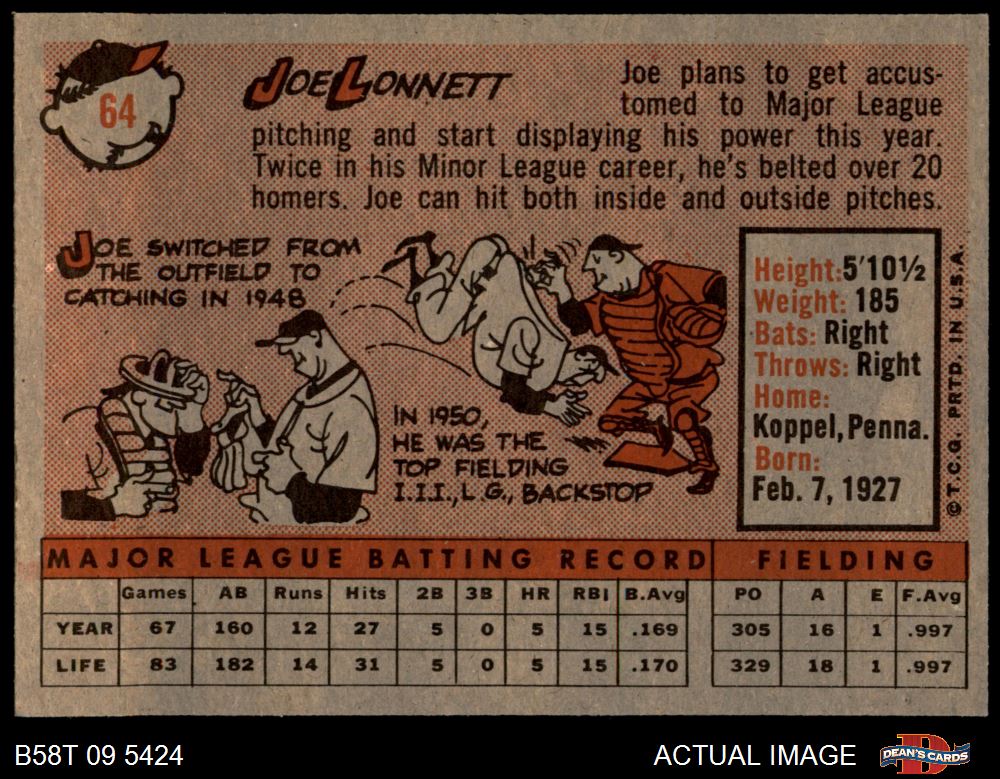 64
JOE LONNETT
Joe plans to get accus-
tomed to Major League
pitching and start displaying his power this year.
Twice in his Minor League career, he's belted over 20
homers. Joe can hit both inside and outside pitches.
JOE SWITCHED FROM
THE OUTFIELD TO
CATCHING IN 1948
IN 1950,
HE WAS THE
TOP FIELDING
I.I.I., L G., BACKSTOP
Height: 5'10½
Weight: 185
Bats: Right
Throws: Right
Home:
Koppel, Penna.
Born:
Feb. 7, 1927
© T.C.G. PRTD. IN U.S.A.
MAJOR LEAGUE BATTING RECORD FIELDING
Games AB Runs Hits 2B 3B HR RBI B.Avg PO A E F.Avg
YEAR 67 160 12 27 5 0 5 15 .169 305 16 1 .997
LIFE 83 182 14 31 5 0 5 15 .170 329 18 1 .997
B58T 09 5424 ACTUAL IMAGE DEAN'S CARDS